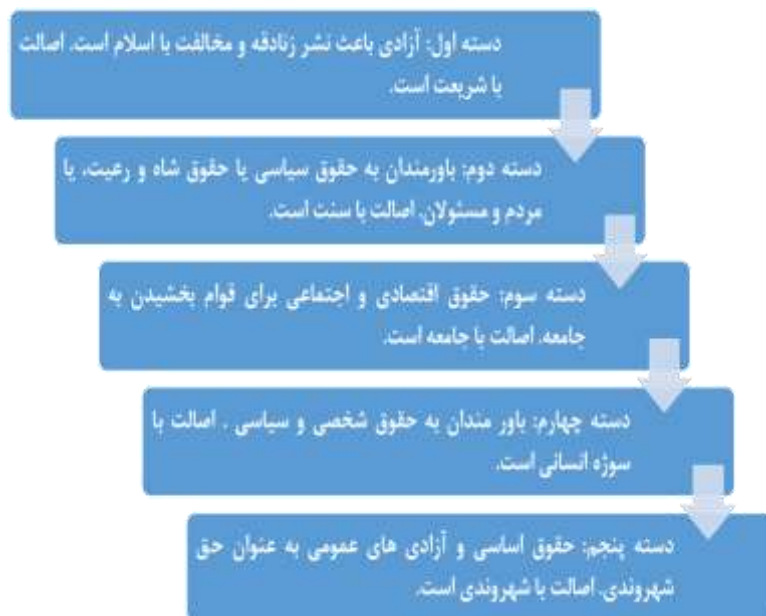 دسته اول: آزادی باعث نشر زنادقه و مخالفت با اسلام است. اصالت
با شریعت است.
دسته دوم: باورمندان به حقوق سیاسی یا حقوق شاه و رعیت، یا
مردم و مسئولان. اصالت با سنت است.
دسته سوم: حقوق اقتصادی و اجتماعی برای قوام بخشیدن به
جامعه. اصالت با جامعه است.
دسته چهارم: باور مندان به حقوق شخصی و سیاسی . اصالت با
سوژه انسانی است.
دسته پنجم: حقوق اساسی و آزادی های عمومی به عنوان حق
شهروندی. اصالت با شهروندی است.